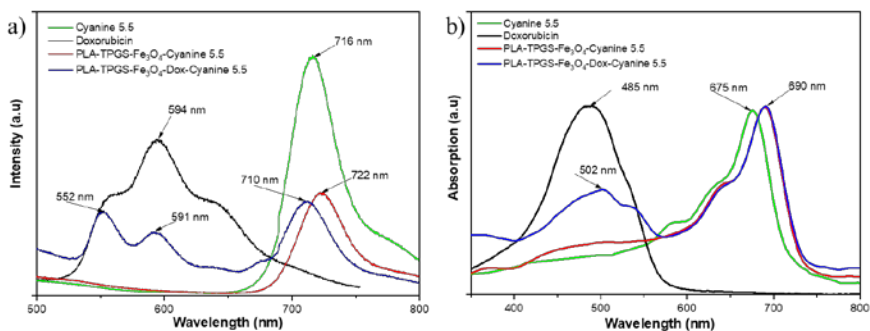 a)
Cyanine 5.5
Doxorubicin
PLA-TPGS-Fe₃O₄-Cyanine 5.5
PLA-TPGS-Fe₃O₄-Dox-Cyanine 5.5
716 nm
594 nm
552 nm
591 nm
710 nm
722 nm
Intensity (a.u)
500 600 700 800
Wavelength (nm)
b)
Cyanine 5.5
Doxorubicin
PLA-TPGS-Fe₃O₄-Cyanine 5.5
PLA-TPGS-Fe₃O₄-Dox-Cyanine 5.5
485 nm
675 nm
690 nm
502 nm
Absorption (a.u)
400 500 600 700 800
Wavelength (nm)